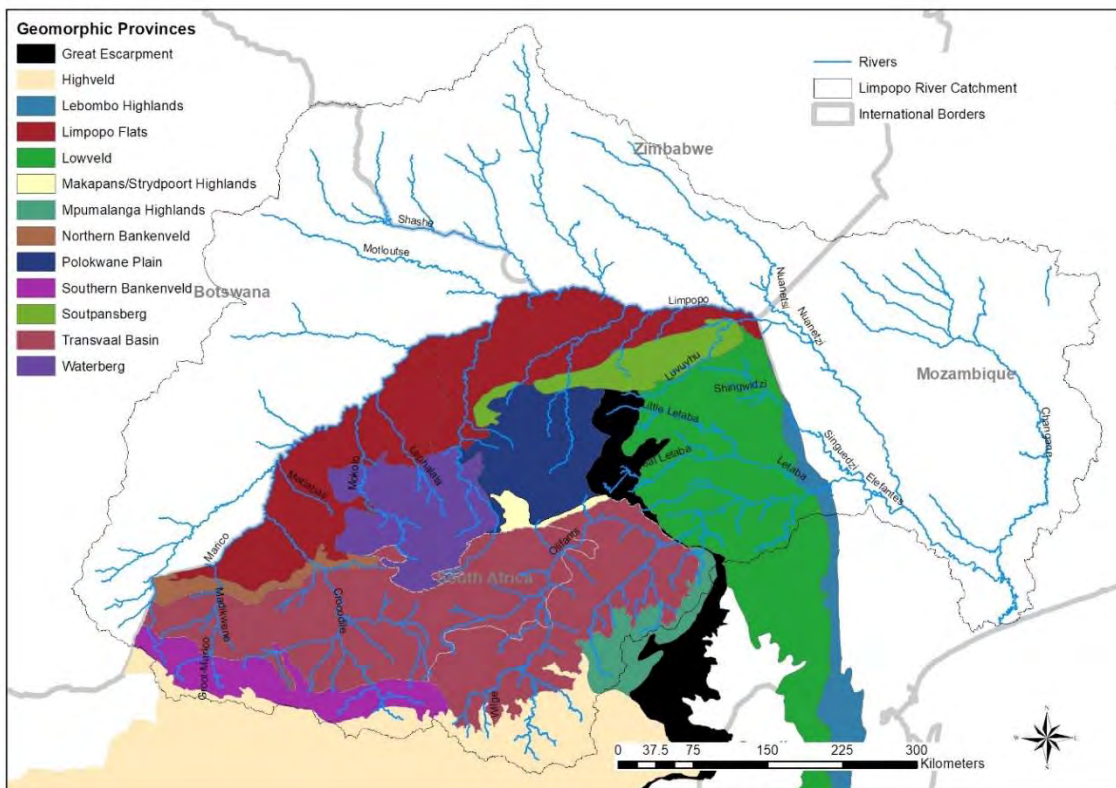 Geomorphic Provinces
Great Escarpment
Highveld
Lebombo Highlands
Limpopo Flats
Lowveld
Makapans/Strydpoort Highlands
Mpumalanga Highlands
Northern Bankenveld
Polokwane Plain
Southern Bankenveld
Soutpansberg
Transvaal Basin
Waterberg
Rivers
Limpopo River Catchment
International Borders
Zimbabwe
Shashe
Motloutse
Botswana
Limpopo
Nuanetsi
Nuanetzi
Mozambique
Luvuvhu
Shingwidzi
Changane
Little Letaba
Letaba
Letaba
Singuedzi
Elefantes
Lephalala
Mokolo
Matlabas
Marico
Olifants
South Africa
Madikwene
Crocodile
Groot-Marico
Wilge
N
W
E
S
0 37.5 75 150 225 300
Kilometers